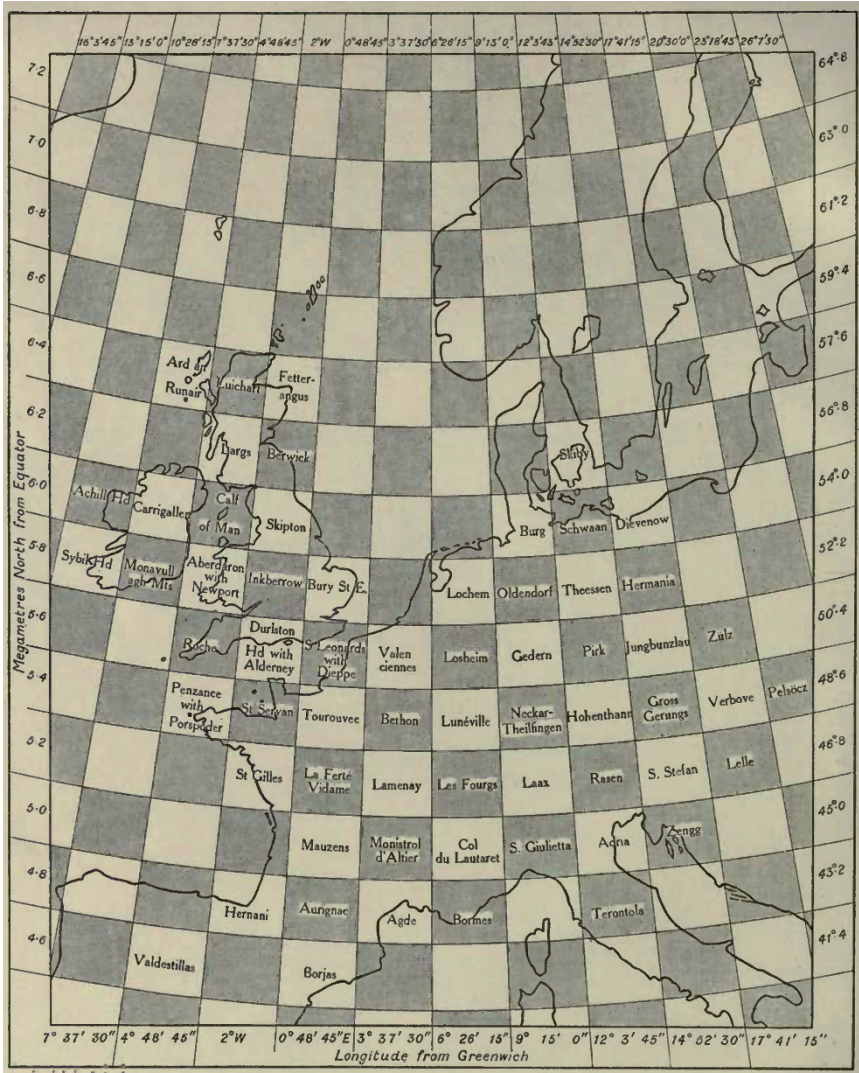 16°3'45" 13°15'0" 10°26'15" 7°37'30" 4°48'45" 2°W 0°48'45" 3°37'30" 6°26'15" 9°13'0," 12°3'45" 14°52'30" 17°41'15" 20°30'0" 23°18'45" 26°7'30"
7·2
64·8
7·0
63·0
6·8
61·2
6·6
59·4
6·4
57·6
Ard an
Runair
Luichart
Fetter-
angus
6·2
56·8
Largs
Berwick
Skiby
6·0
54·0
Achill Hd
Carrigallen
Calf
of Man
Skipton
Burg
Schwaan
Dievenow
5·8
52·2
Sybil Hd
Monavull
agh Mts
Aberdaron
with
Newport
Inkberrow
Bury St E.
Lochem
Oldendorf
Theessen
Hermania
5·6
50·4
Roche
Durlston
Hd with
Alderney
St Leonards
with
Dieppe
Valen
ciennes
Losheim
Gedern
Pirk
Jungbunzlau
Zulz
5·4
48·6
Penzance
with
Porspoder
St Servan
Tourouvee
Bethon
Lunéville
Neckar-
Theilfingen
Hohenthann
Gross
Gerungs
Verbove
Pelsöcz
5·2
46·8
St Gilles
La Ferté
Vidame
Lamenay
Les Fourgs
Laax
Rasen
S. Stefan
Lelle
5·0
45·0
Mauzens
Monistrol
d'Altier
Col
du Lautaret
S. Giulietta
Adria
Zengg
4·8
43·2
Hernani
Aurignac
Agde
Bormes
Terontola
4·6
41·4
Valdestillas
Borjas
Megametres North from Equator
7° 37' 30" 4° 48' 45" 2° W 0° 48' 45"E 3° 37' 30" 6° 26' 15" 9° 15' 0" 12° 3' 45" 14° 52' 30" 17° 41' 15"
Longitude from Greenwich